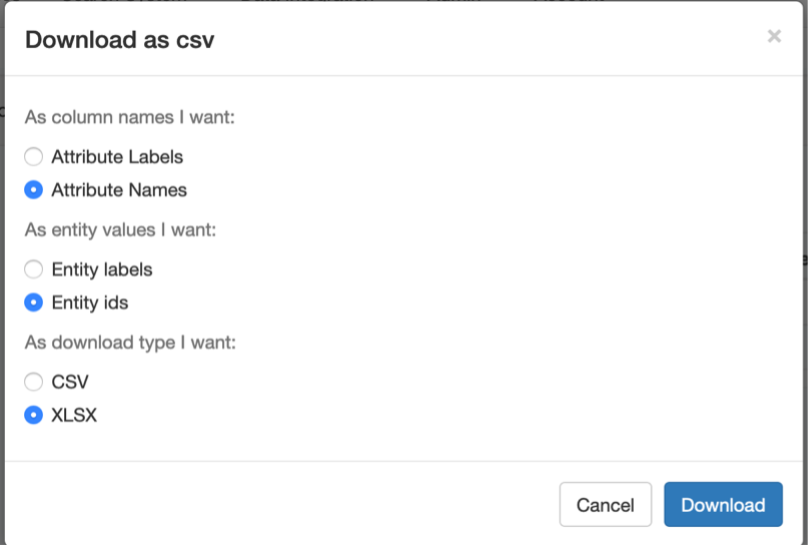 Download as csv
×
As column names I want:
Attribute Labels
Attribute Names
As entity values I want:
Entity labels
Entity ids
As download type I want:
CSV
XLSX
Cancel
Download